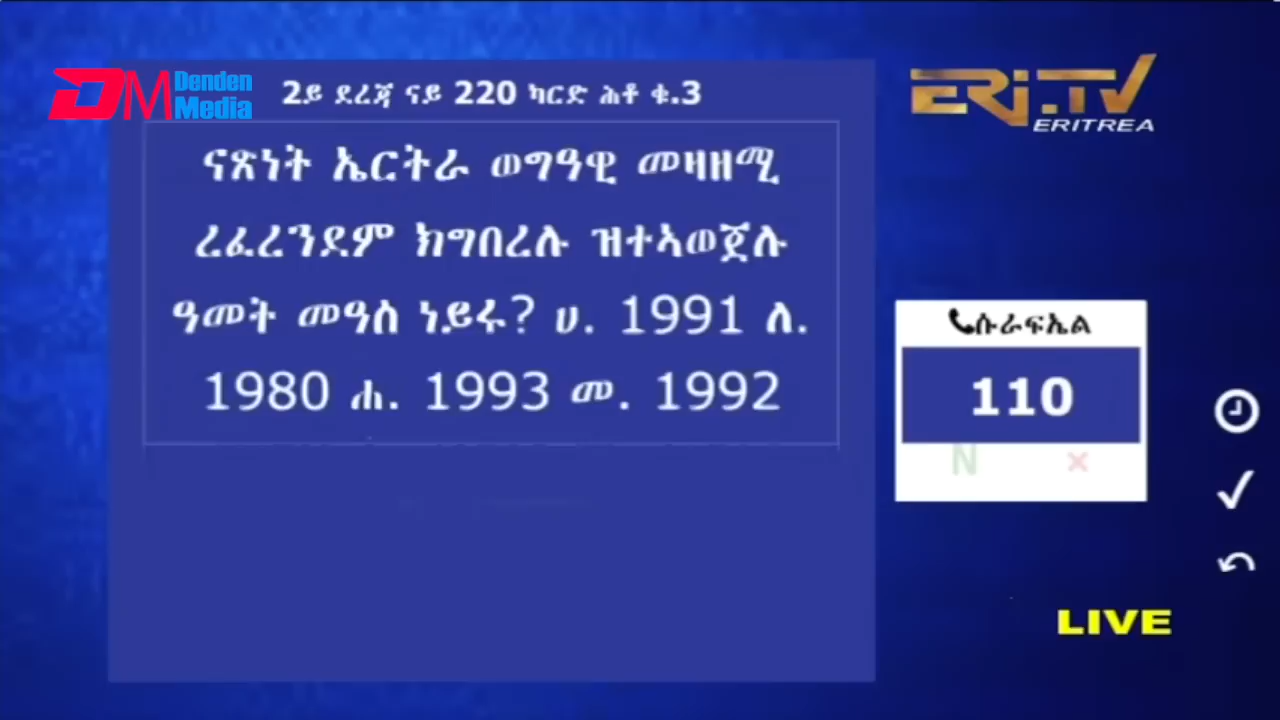 DM Denden Media
2ይ ደረጃ ናይ 220 ካርድ ሕቶ ቁ.3
ERi.TV
ERITREA
ናጽነት ኤርትራ ወግዓዊ መዛዘሚ
ረፈረንደም ክግበረሉ ዝተኣወጀሉ
ዓመት መዓስ ነይሩ? ሀ. 1991 ለ.
1980 ሐ. 1993 መ. 1992
ሱራፍኤል
110
N ×
LIVE